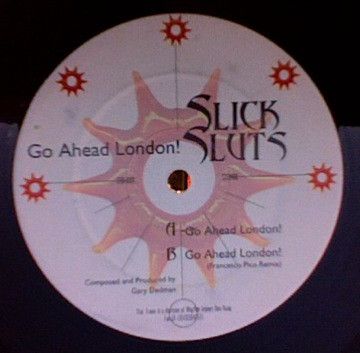 SLICK
SLUTS
Go Ahead London!
A Go Ahead London!
B Go Ahead London!
(Francesco Pico Remix)
Composed and Produced by
Gary Dedman